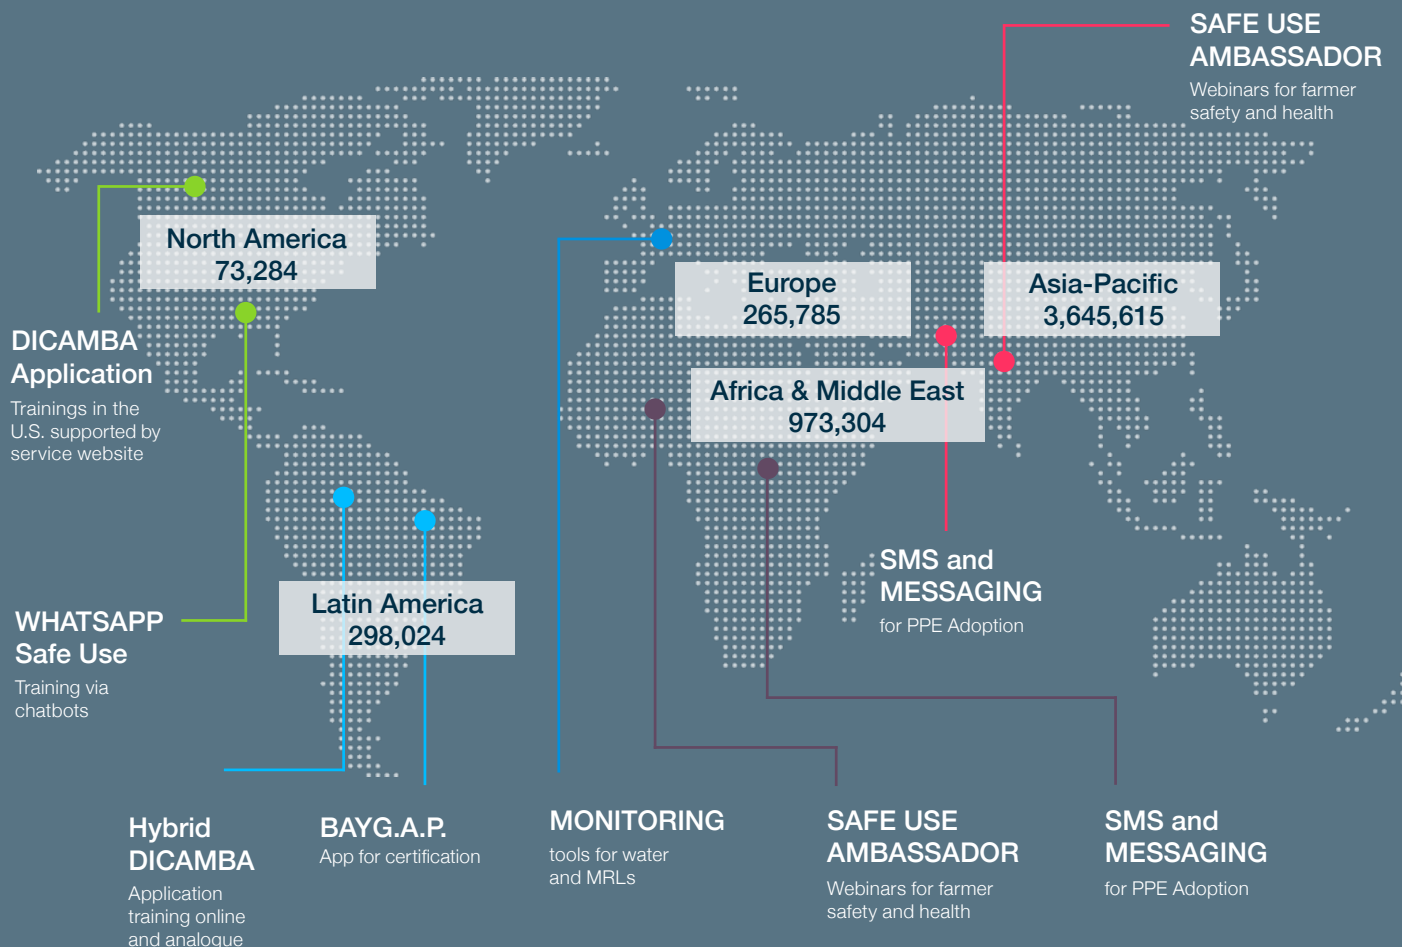 SAFE USE
AMBASSADOR
Webinars for farmer
safety and health
North America
73,284
Europe
265,785
Asia-Pacific
3,645,615
DICAMBA
Application
Trainings in the
U.S. supported by
service website
Africa & Middle East
973,304
SMS and
MESSAGING
for PPE Adoption
Latin America
298,024
WHATSAPP
Safe Use
Training via
chatbots
Hybrid
DICAMBA
Application
training online
and analogue
BAYG.A.P.
App for certification
MONITORING
tools for water
and MRLs
SAFE USE
AMBASSADOR
Webinars for farmer
safety and health
SMS and
MESSAGING
for PPE Adoption